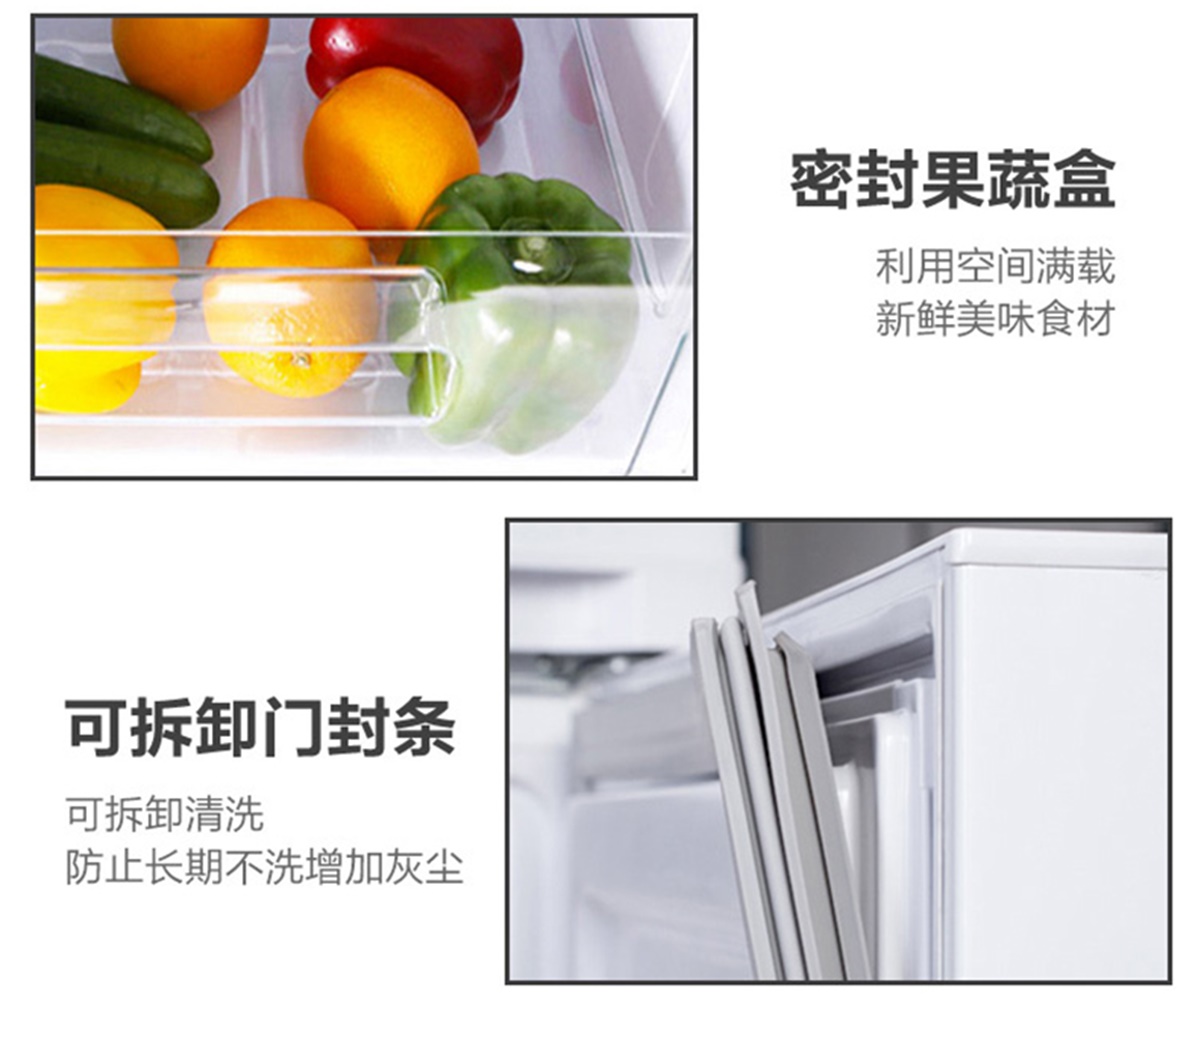 密封果蔬盒
利用空间满载
新鲜美味食材
可拆卸门封条
可拆卸清洗
防止长期不洗增加灰尘